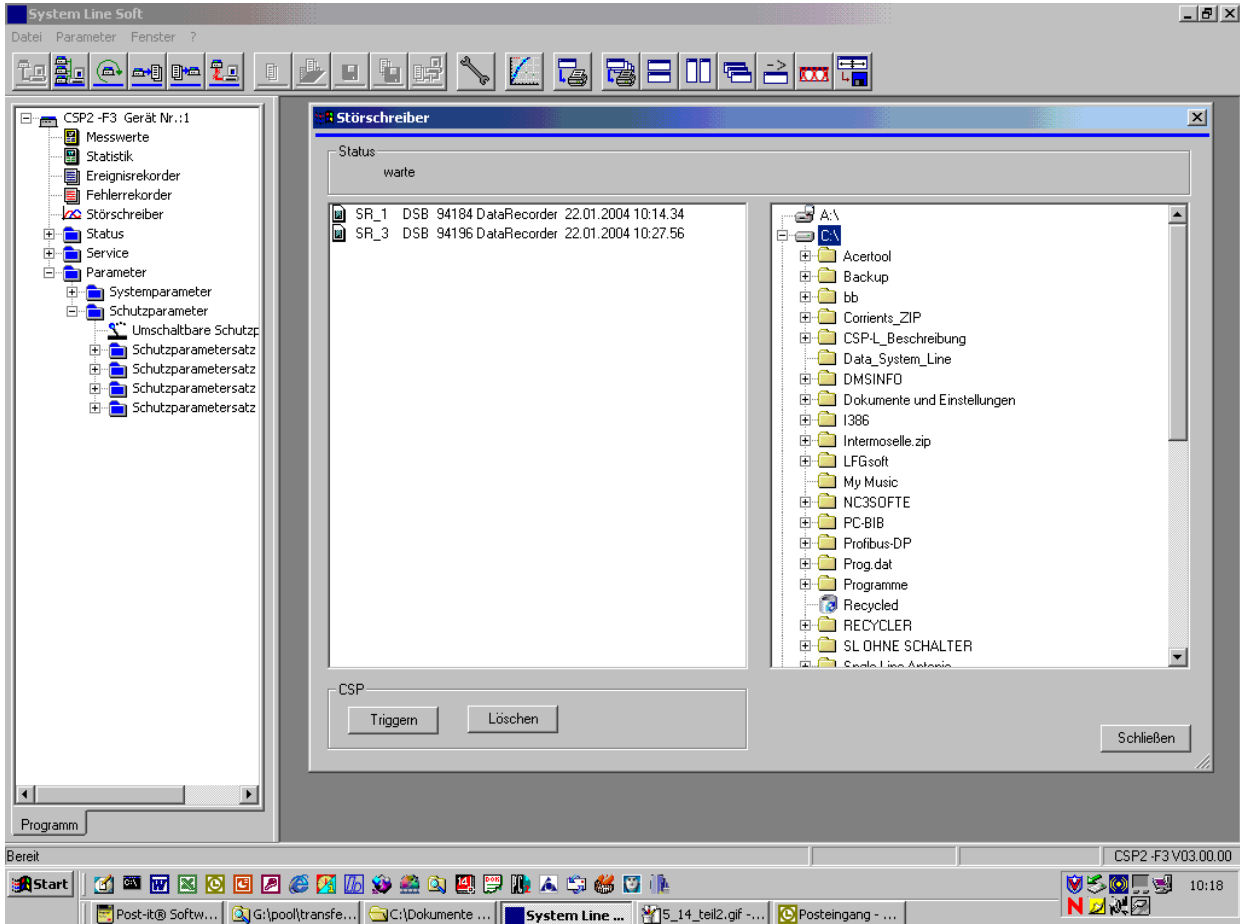 System Line Soft
Datei Parameter Fenster ?
CSP2 -F3 Gerät Nr.:1
Messwerte
Statistik
Ereignisrekorder
Fehlerrekorder
Störschreiber
Status
Service
Parameter
Systemparameter
Schutzparameter
Umschaltbare Schutzp
Schutzparametersatz
Schutzparametersatz
Schutzparametersatz
Schutzparametersatz
Programm
Störschreiber
Status
warte
SR_1 DSB 94184 DataRecorder 22.01.2004 10:14.34
SR_3 DSB 94196 DataRecorder 22.01.2004 10:27.56
A:\
C:\
Acertool
Backup
bb
Corrients_ZIP
CSP-L_Beschreibung
Data_System_Line
DMSINFO
Dokumente und Einstellungen
I386
Intermoselle.zip
LFGsoft
My Music
NC3SOFTE
PC-BIB
Profibus-DP
Prog.dat
Programme
Recycled
RECYCLER
SL OHNE SCHALTER
CSP
Triggern Löschen
Schließen
Bereit
CSP2 -F3 V03.00.00
Start
10:18
Post-it® Softw...
G:\pool\transfe...
C:\Dokumente ...
System Line ...
5_14_teil2.gif -...
Posteingang - ...